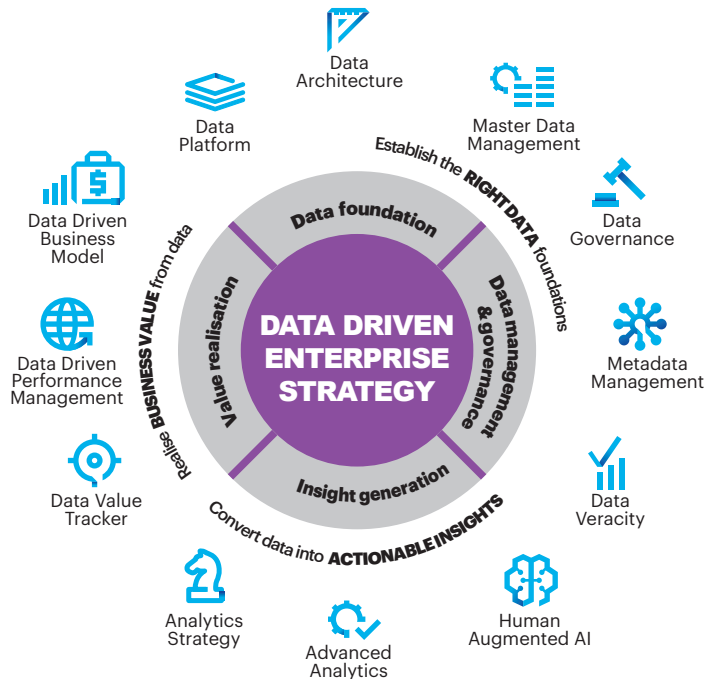 Data
Architecture
Data
Platform
Master Data
Management
Establish the RIGHT DATA foundations
Data
Governance
Data Driven
Business
Model
Data foundation
Realise BUSINESS VALUE from data
Value realisation
DATA DRIVEN
ENTERPRISE
STRATEGY
Data management
& governance
Data Driven
Performance
Management
Metadata
Management
Data Value
Tracker
Insight generation
Data
Veracity
Convert data into ACTIONABLE INSIGHTS
Analytics
Strategy
Advanced
Analytics
Human
Augmented AI